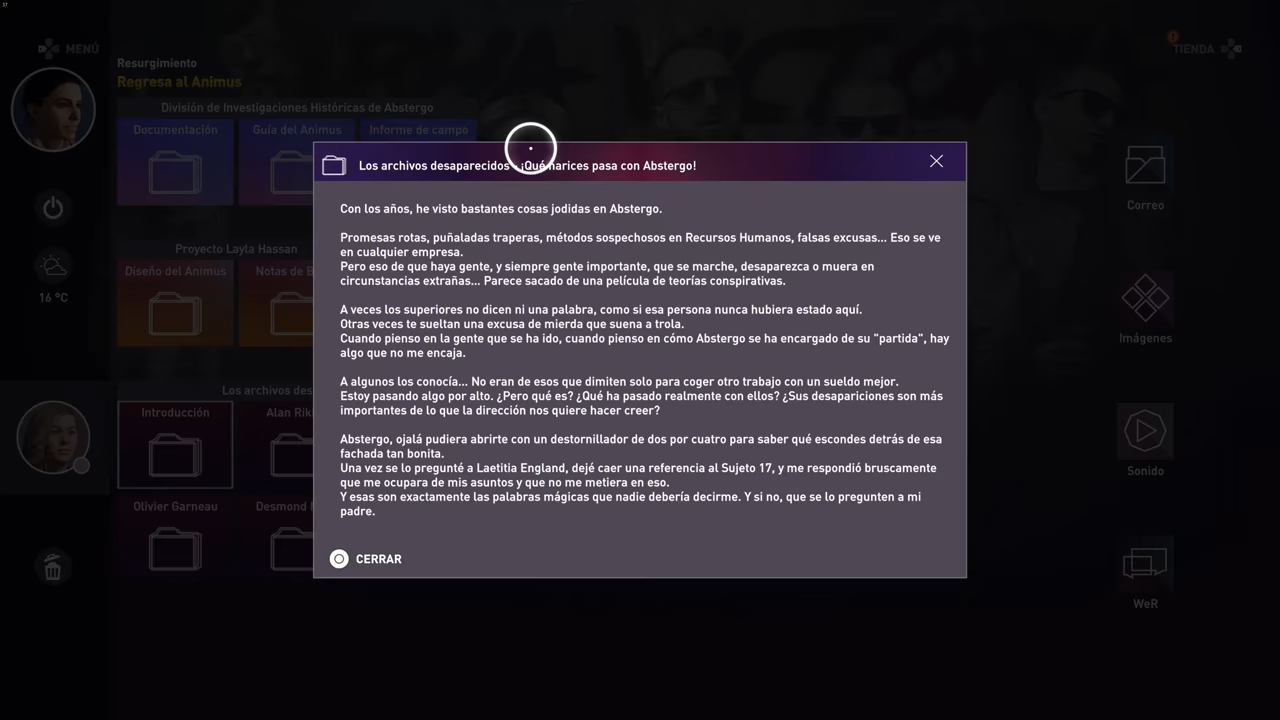 37
MENÚ
TIENDA
Resurgimiento
Regresa al Animus
División de Investigaciones Históricas de Abstergo
Documentación
Guía del Animus
Informe de campo
Los archivos desaparecidos - ¡Qué narices pasa con Abstergo!
Con los años, he visto bastantes cosas jodidas en Abstergo.
Promesas rotas, puñaladas traperas, métodos sospechosos en Recursos Humanos, falsas excusas... Eso se ve
en cualquier empresa.
Pero eso de que haya gente, y siempre gente importante, que se marche, desaparezca o muera en
circunstancias extrañas... Parece sacado de una película de teorías conspirativas.
A veces los superiores no dicen ni una palabra, como si esa persona nunca hubiera estado aquí.
Otras veces te sueltan una excusa de mierda que suena a trola.
Cuando pienso en la gente que se ha ido, cuando pienso en cómo Abstergo se ha encargado de su "partida", hay
algo que no me encaja.
A algunos los conocía... No eran de esos que dimiten solo para coger otro trabajo con un sueldo mejor.
Estoy pasando algo por alto. ¿Pero qué es? ¿Qué ha pasado realmente con ellos? ¿Sus desapariciones son más
importantes de lo que la dirección nos quiere hacer creer?
Abstergo, ojalá pudiera abrirte con un destornillador de dos por cuatro para saber qué escondes detrás de esa
fachada tan bonita.
Una vez se lo pregunté a Laetitia England, dejé caer una referencia al Sujeto 17, y me respondió bruscamente
que me ocupara de mis asuntos y que no me metiera en eso.
Y esas son exactamente las palabras mágicas que nadie debería decirme. Y si no, que se lo pregunten a mi
padre.
CERRAR
Proyecto Layla Hassan
Diseño del Animus
Notas de B
16 °C
Los archivos des
Introducción
Alan Rik
Olivier Garneau
Desmond
Correo
Imágenes
Sonido
WeR